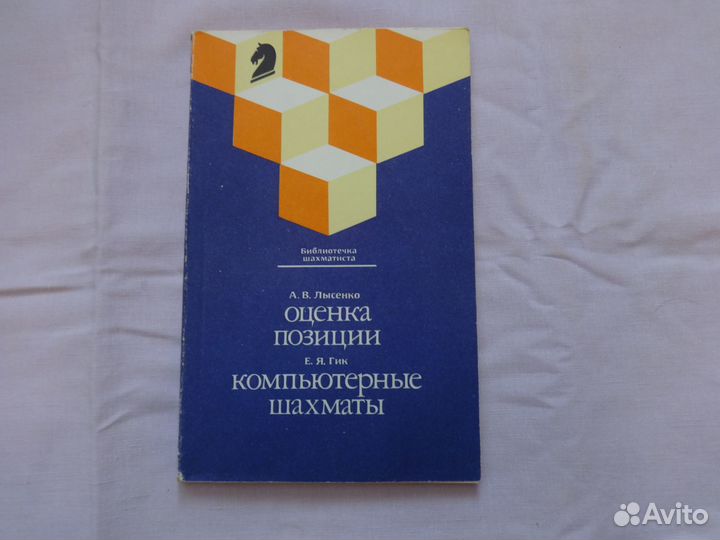 Библиотечка
шахматиста
А. В. Лысенко
оценка
позиции
Е. Я. Гик
компьютерные
шахматы
Avito